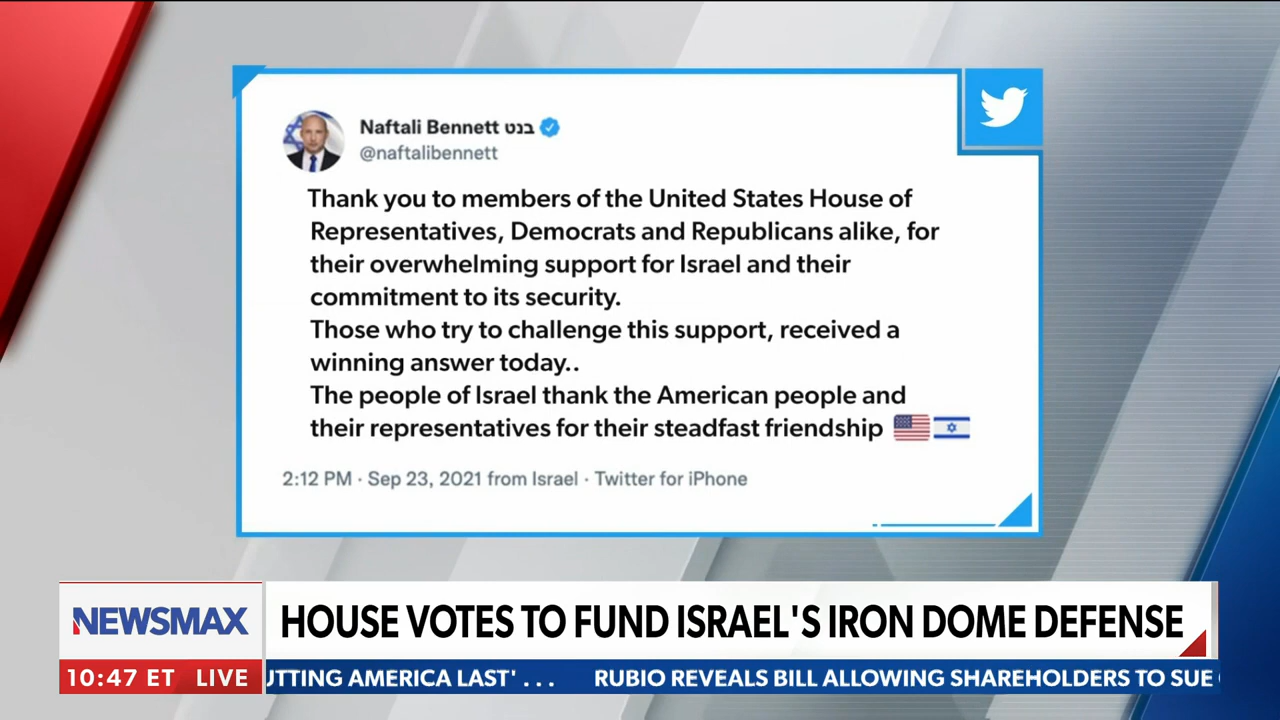 Naftali Bennett בנט
@naftalibennett
Thank you to members of the United States House of
Representatives, Democrats and Republicans alike, for
their overwhelming support for Israel and their
commitment to its security.
Those who try to challenge this support, received a
winning answer today..
The people of Israel thank the American people and
their representatives for their steadfast friendship 🇺🇸🇮🇱
2:12 PM · Sep 23, 2021 from Israel · Twitter for iPhone
NEWSMAX
HOUSE VOTES TO FUND ISRAEL'S IRON DOME DEFENSE
10:47 ET LIVE
UTTING AMERICA LAST' . . . RUBIO REVEALS BILL ALLOWING SHAREHOLDERS TO SUE